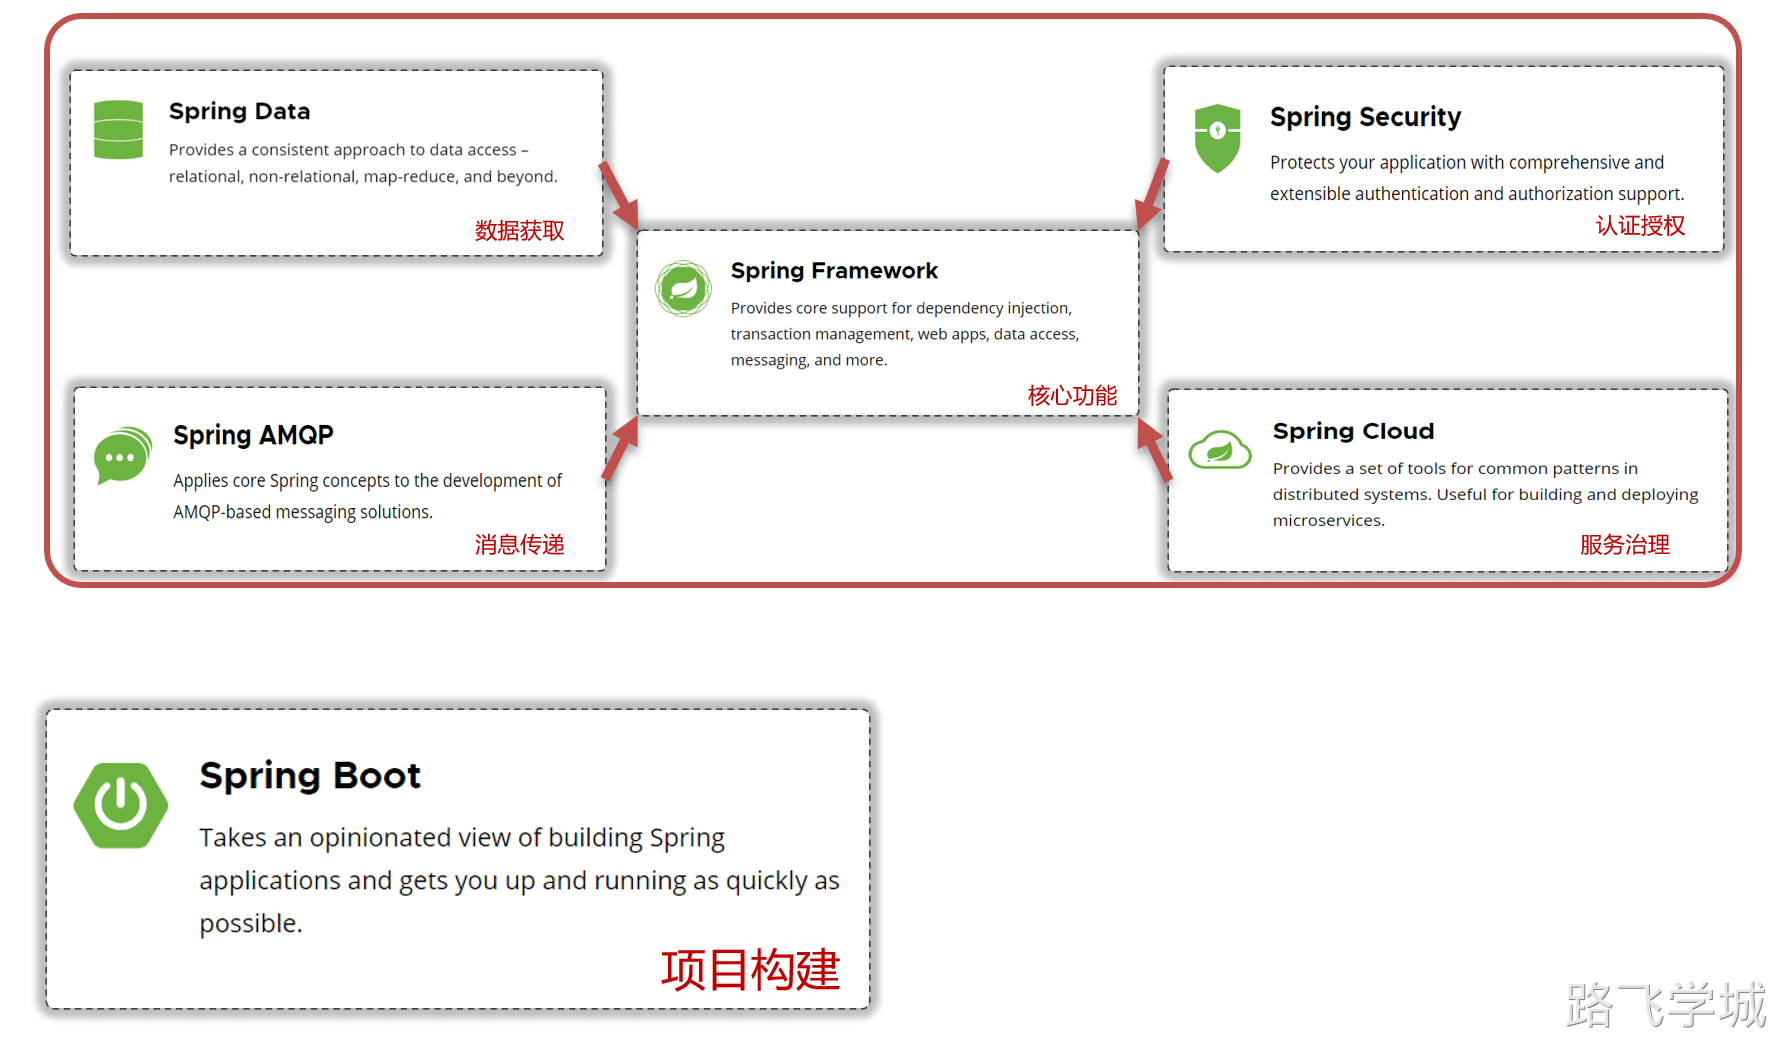 Spring Data
Provides a consistent approach to data access –
relational, non-relational, map-reduce, and beyond.
数据获取
Spring Security
Protects your application with comprehensive and
extensible authentication and authorization support.
认证授权
Spring Framework
Provides core support for dependency injection,
transaction management, web apps, data access,
messaging, and more.
核心功能
Spring AMQP
Applies core Spring concepts to the development of
AMQP-based messaging solutions.
消息传递
Spring Cloud
Provides a set of tools for common patterns in
distributed systems. Useful for building and deploying
microservices.
服务治理
Spring Boot
Takes an opinionated view of building Spring
applications and gets you up and running as quickly as
possible.
项目构建
路飞学城